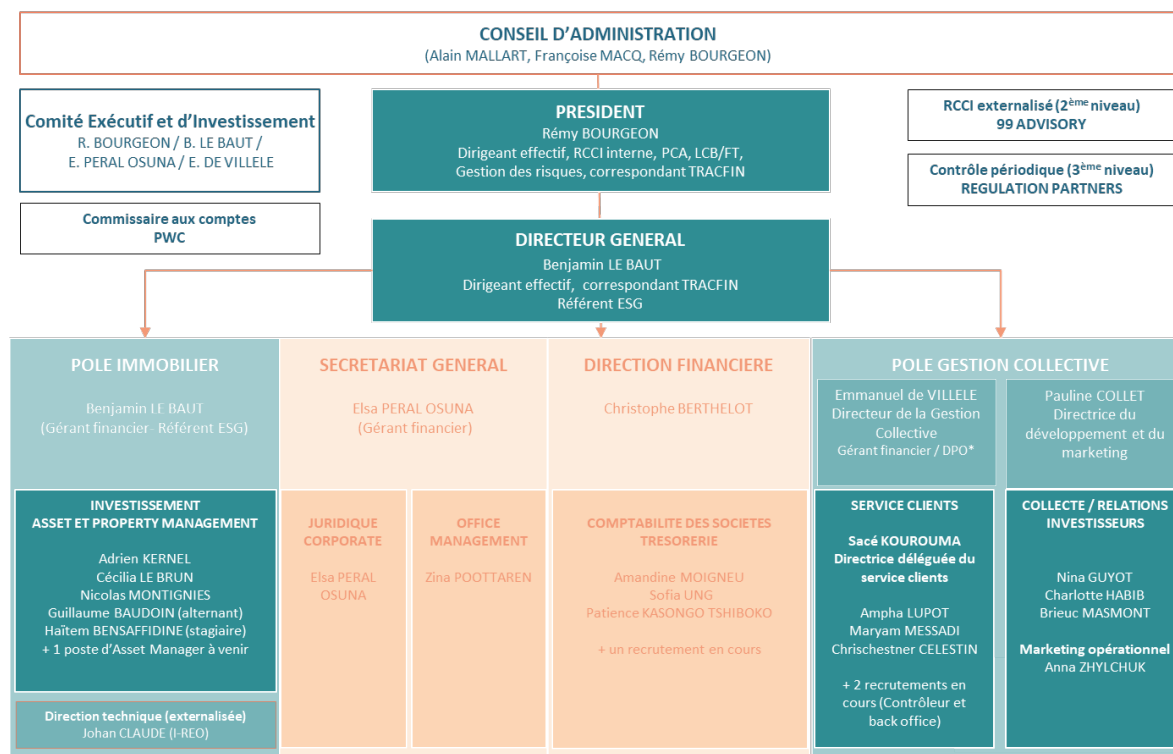 CONSEIL D'ADMINISTRATION
(Alain MALLART, Françoise MACQ, Rémy BOURGEON)
Comité Exécutif et d'Investissement
R. BOURGEON / B. LE BAUT /
E. PERAL OSUNA / E. DE VILLELE
Commissaire aux comptes
PWC
PRESIDENT
Rémy BOURGEON
Dirigeant effectif, RCCI interne, PCA, LCB/FT,
Gestion des risques, correspondant TRACFIN
RCCI externalisé (2ème niveau)
99 ADVISORY
Contrôle périodique (3ème niveau)
REGULATION PARTNERS
DIRECTEUR GENERAL
Benjamin LE BAUT
Dirigeant effectif, correspondant TRACFIN
Référent ESG
POLE IMMOBILIER
Benjamin LE BAUT
(Gérant financier- Référent ESG)
INVESTISSEMENT
ASSET ET PROPERTY MANAGEMENT
Adrien KERNEL
Cécilia LE BRUN
Nicolas MONTIGNIES
Guillaume BAUDOIN (alternant)
Haïtem BENSAFFIDINE (stagiaire)
+ 1 poste d'Asset Manager à venir
Direction technique (externalisée)
Johan CLAUDE (I-REO)
SECRETARIAT GENERAL
Elsa PERAL OSUNA
(Gérant financier)
JURIDIQUE
CORPORATE
Elsa PERAL
OSUNA
OFFICE
MANAGEMENT
Zina POOTTAREN
DIRECTION FINANCIERE
Christophe BERTHELOT
COMPTABILITE DES SOCIETES
TRESORERIE
Amandine MOIGNEU
Sofia UNG
Patience KASONGO TSHIBOKO
+ un recrutement en cours
POLE GESTION COLLECTIVE
Emmanuel de VILLELE
Directeur de la Gestion
Collective
Gérant financier / DPO*
SERVICE CLIENTS
Sacé KOUROUMA
Directrice déléguée du
service clients
Ampha LUPOT
Maryam MESSADI
Chrischestner CELESTIN
+ 2 recrutements en
cours (Contrôleur et
back office)
Pauline COLLET
Directrice du
développement et du
marketing
COLLECTE / RELATIONS
INVESTISSEURS
Nina GUYOT
Charlotte HABIB
Brieuc MASMONT
Marketing opérationnel
Anna ZHYLCHUK